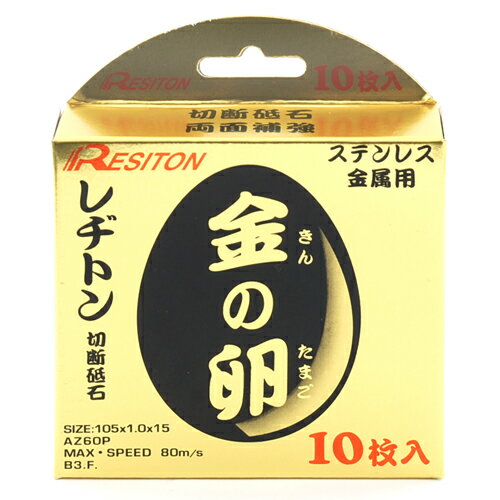 RESITON
10枚入
切断砥石
両面補強
RESITON
ステンレス
金属用
レヂトン
切断砥石
金の卵
きん
たまご
SIZE:105x1.0x15
AZ60P
MAX・SPEED 80m/s
B3.F.
10枚入